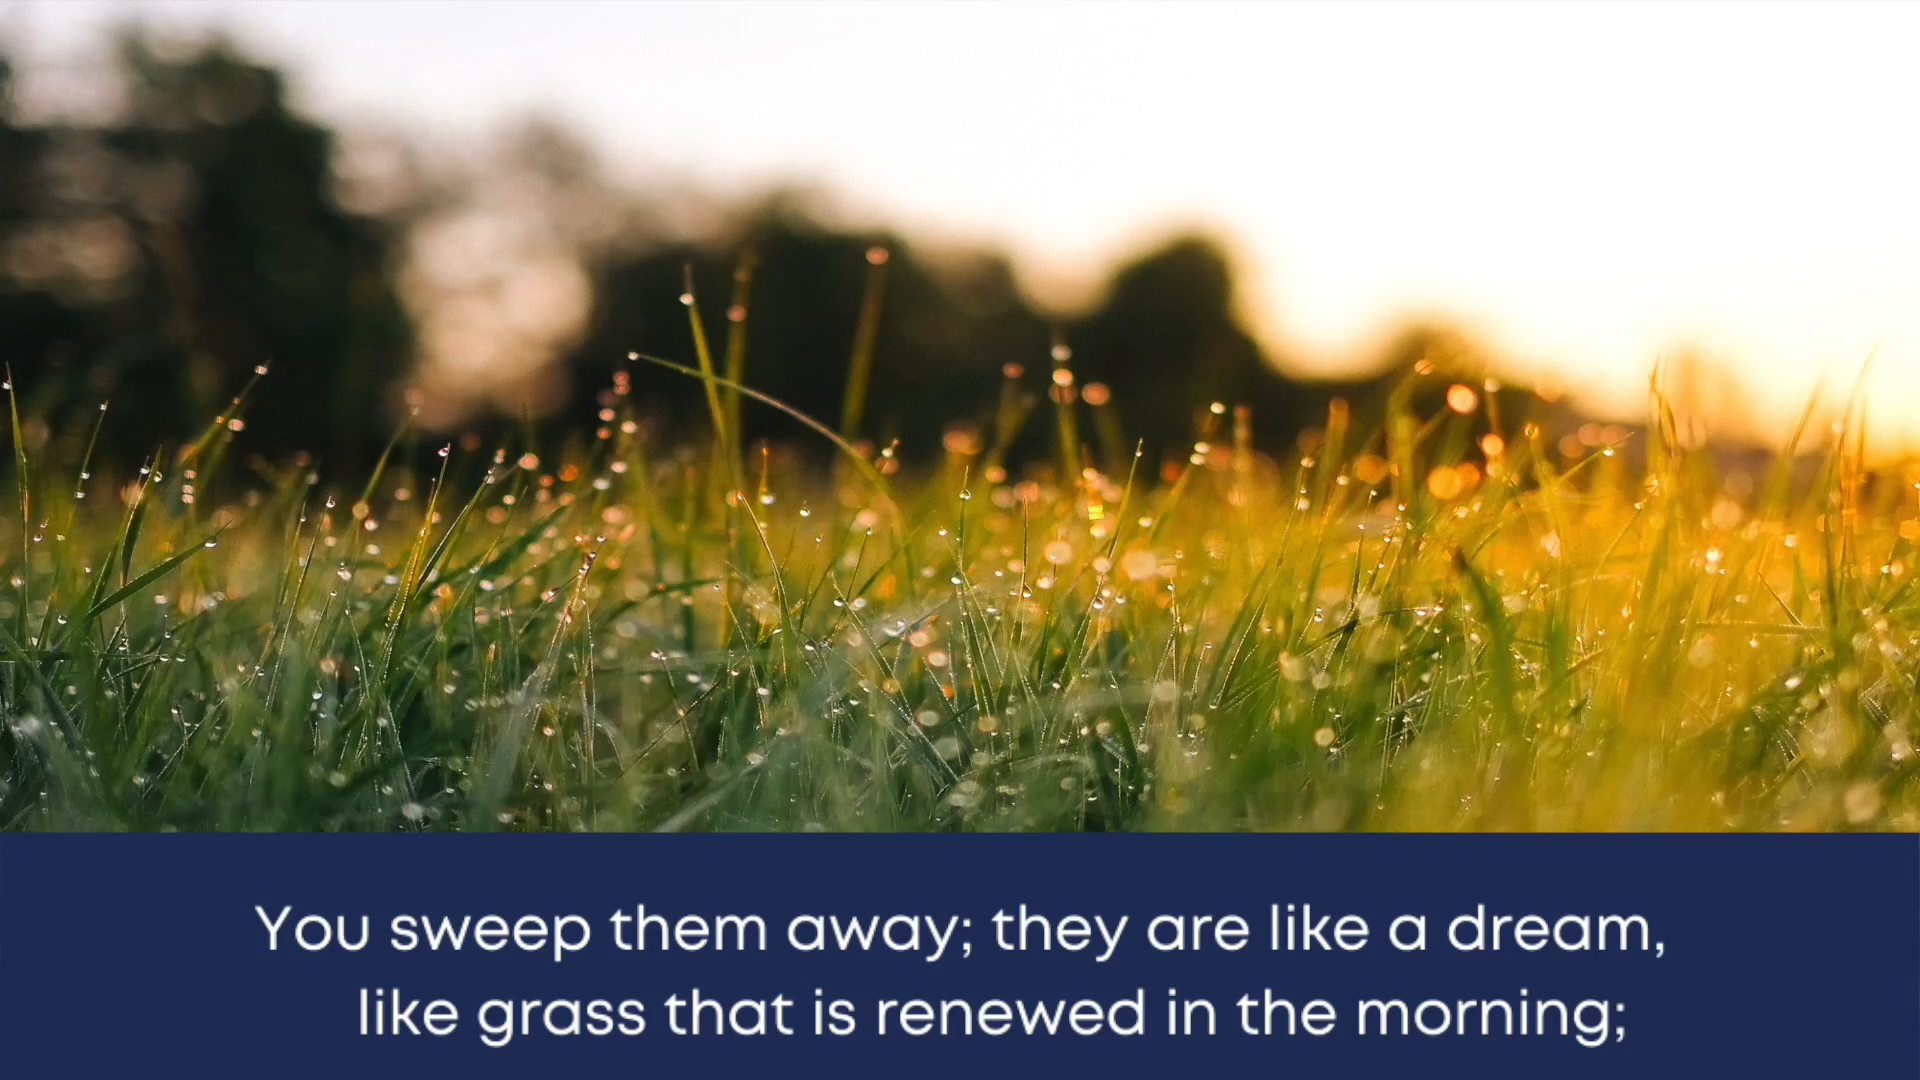 You sweep them away; they are like a dream,
like grass that is renewed in the morning;